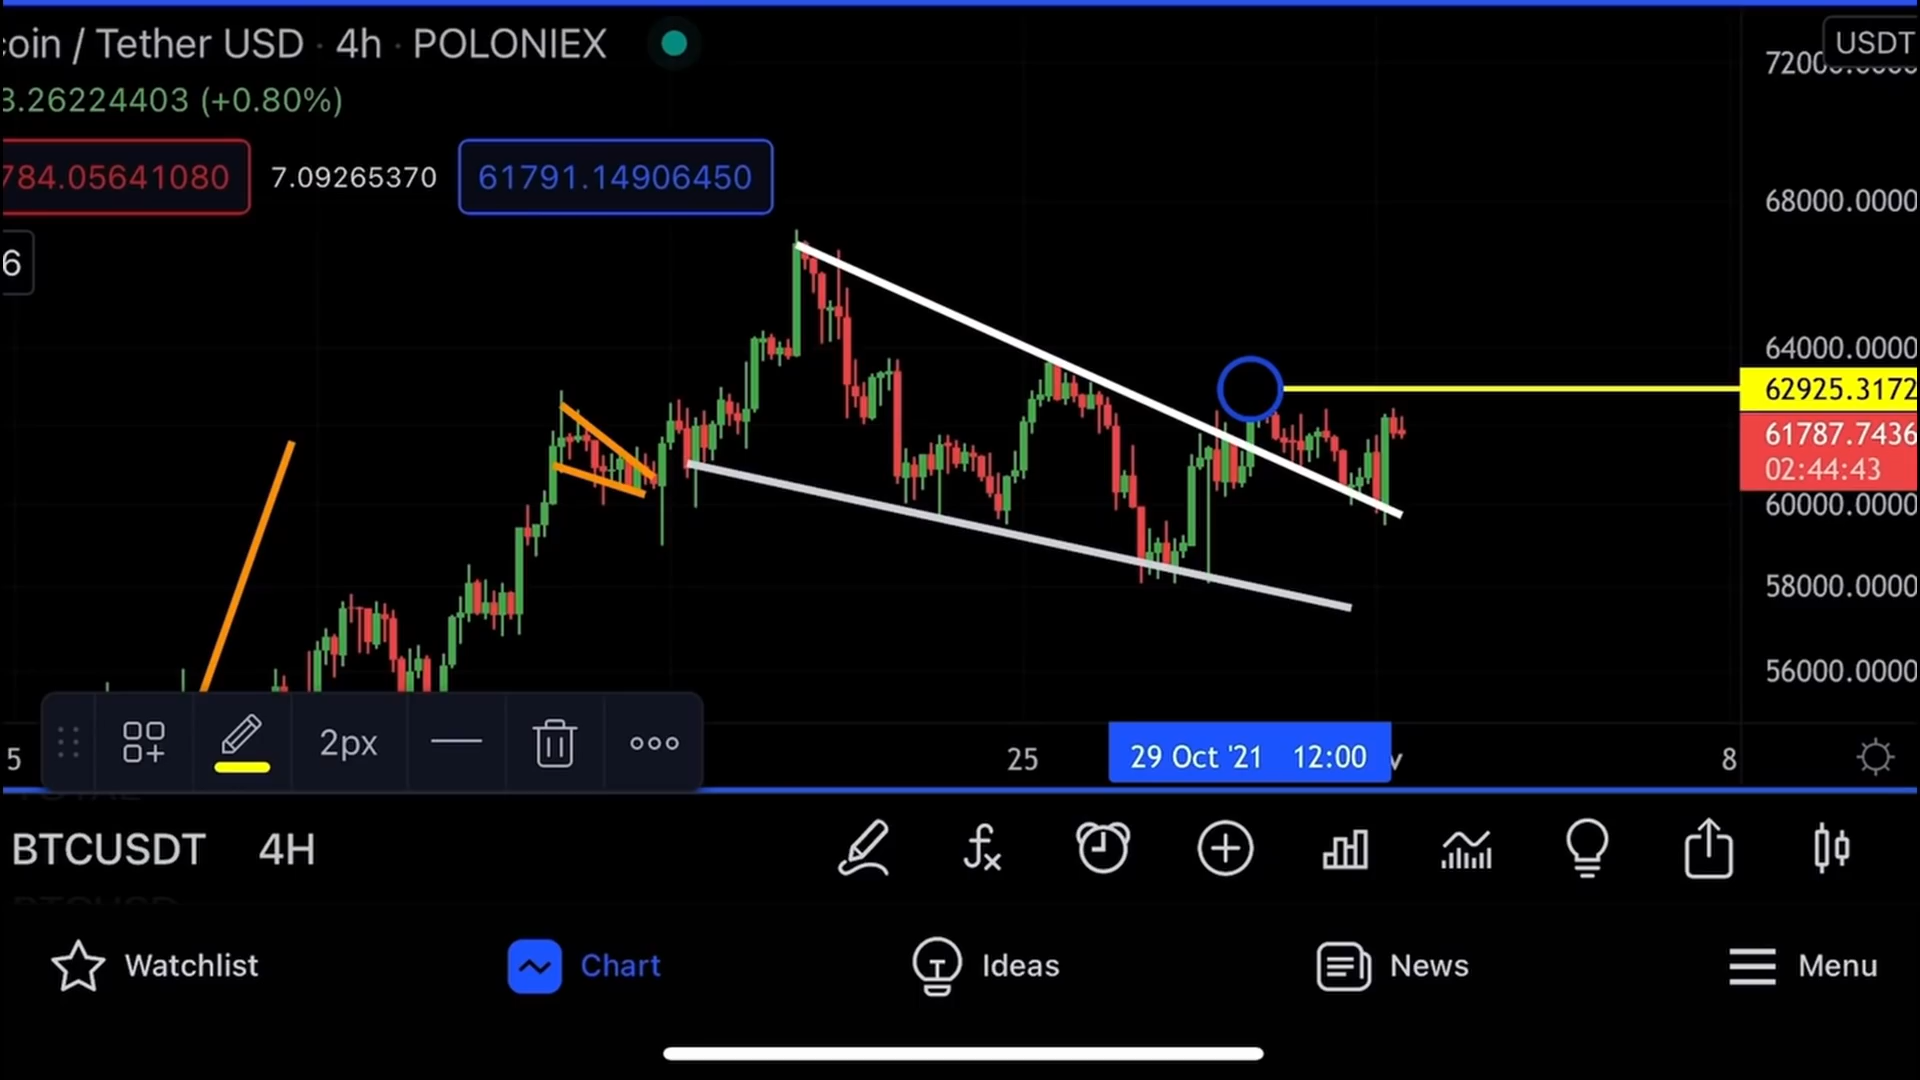 coin / Tether USD · 4h · POLONIEX
USDT
3.26224403 (+0.80%)
784.05641080
7.09265370
61791.14906450
6
68000.0000
64000.0000
62925.3172
61787.7436
02:44:43
60000.0000
58000.0000
56000.0000
5
2px
25
29 Oct '21 12:00
8
BTCUSDT 4H
Watchlist
Chart
Ideas
News
Menu